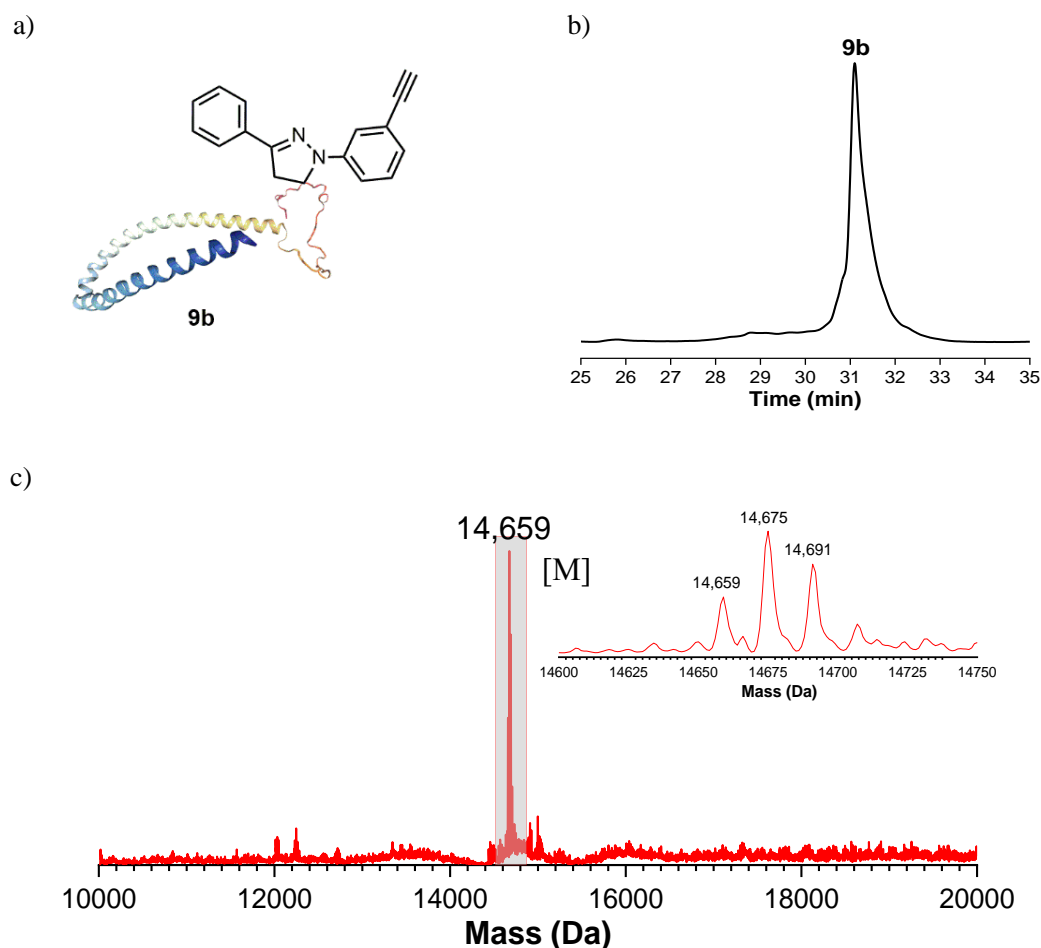 a)
b)
9b
N
N
9b
25 26 27 28 29 30 31 32 33 34 35
Time (min)
c)
14,659
[M]
14,675
14,691
14,659
14600 14625 14650 14675 14700 14725 14750
Mass (Da)
10000 12000 14000 16000 18000 20000
Mass (Da)